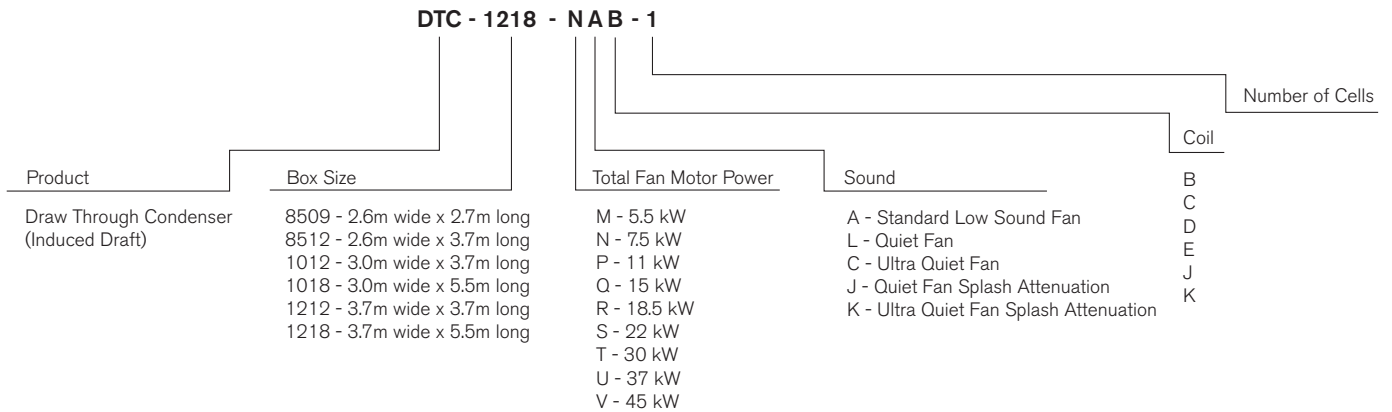 DTC - 1218 - N A B - 1
Number of Cells
Coil
B
C
D
E
J
K
Product
Draw Through Condenser
(Induced Draft)
Box Size
8509 - 2.6m wide x 2.7m long
8512 - 2.6m wide x 3.7m long
1012 - 3.0m wide x 3.7m long
1018 - 3.0m wide x 5.5m long
1212 - 3.7m wide x 3.7m long
1218 - 3.7m wide x 5.5m long
Total Fan Motor Power
M - 5.5 kW
N - 7.5 kW
P - 11 kW
Q - 15 kW
R - 18.5 kW
S - 22 kW
T - 30 kW
U - 37 kW
V - 45 kW
Sound
A - Standard Low Sound Fan
L - Quiet Fan
C - Ultra Quiet Fan
J - Quiet Fan Splash Attenuation
K - Ultra Quiet Fan Splash Attenuation